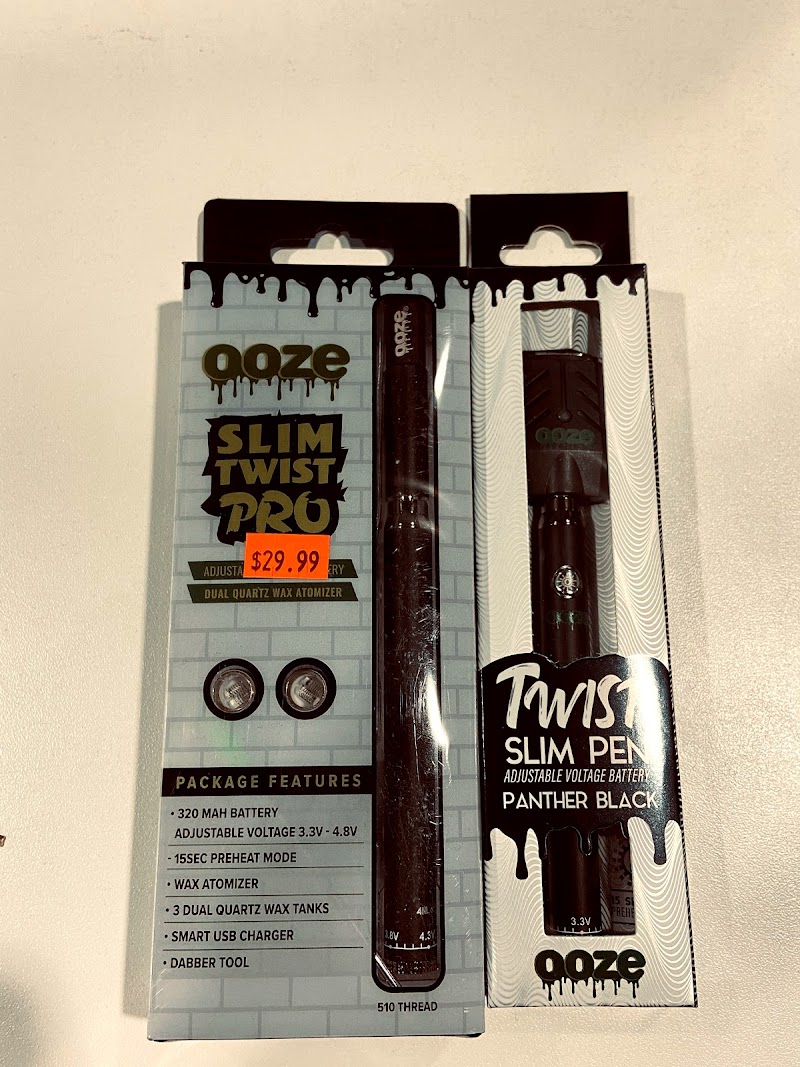 ooze
SLIM
TWIST
PRO
$29.99
DUAL QUARTZ WAX ATOMIZER
PACKAGE FEATURES
• 320 MAH BATTERY
ADJUSTABLE VOLTAGE 3.3V - 4.8V
- 15SEC PREHEAT MODE
• WAX ATOMIZER
• 3 DUAL QUARTZ WAX TANKS
• SMART USB CHARGER
• DABBER TOOL
ooze
510 THREAD
ooze
TWIST
SLIM PEN
ADJUSTABLE VOLTAGE BATTERY
PANTHER BLACK
3.3V
ooze